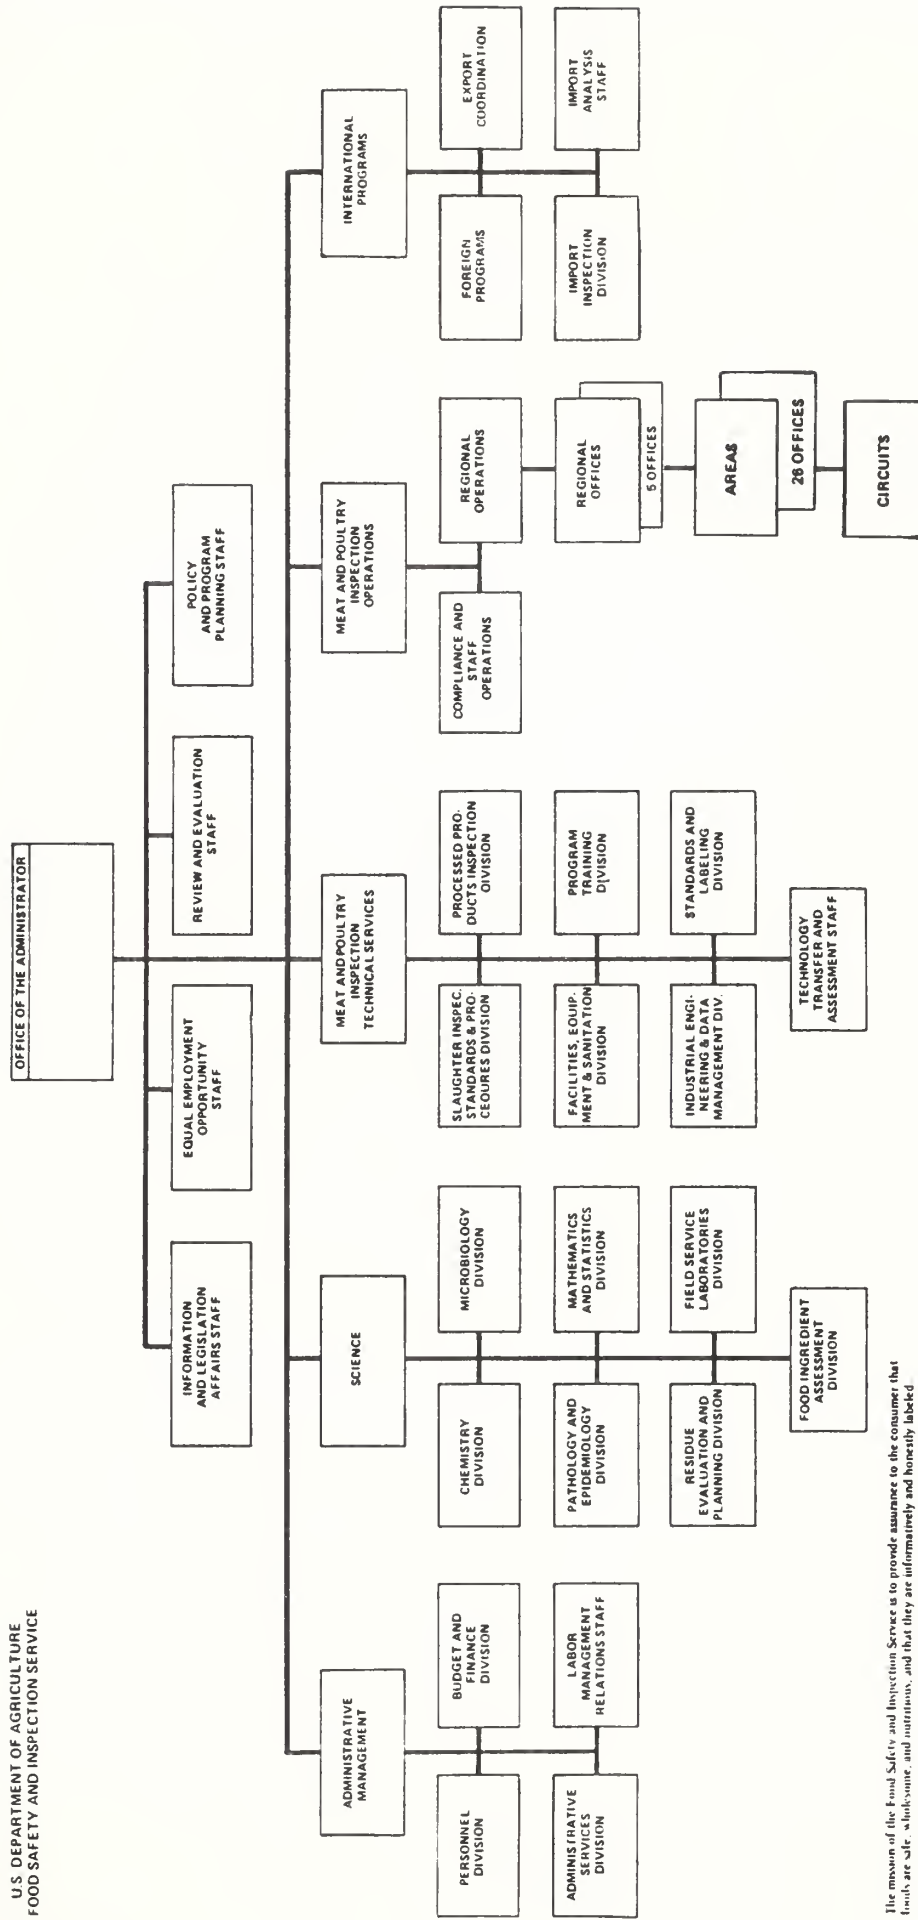 U.S. DEPARTMENT OF AGRICULTURE
FOOD SAFETY AND INSPECTION SERVICE
OFFICE OF THE ADMINISTRATOR
INFORMATION
AND LEGISLATION
AFFAIRS STAFF
EQUAL EMPLOYMENT
OPPORTUNITY
STAFF
REVIEW AND EVALUATION
STAFF
POLICY
AND PROGRAM
PLANNING STAFF
ADMINISTRATIVE
MANAGEMENT
SCIENCE
MEAT AND POULTRY
INSPECTION
TECHNICAL SERVICES
MEAT AND POULTRY
INSPECTION
OPERATIONS
INTERNATIONAL
PROGRAMS
PERSONNEL
DIVISION
BUDGET AND
FINANCE
DIVISION
ADMINISTRATIVE
SERVICES
DIVISION
LABOR
MANAGEMENT
RELATIONS STAFF
CHEMISTRY
DIVISION
MICROBIOLOGY
DIVISION
PATHOLOGY AND
EPIDEMIOLOGY
DIVISION
MATHEMATICS
AND STATISTICS
DIVISION
RESIDUE
EVALUATION AND
PLANNING DIVISION
FIELD SERVICE
LABORATORIES
DIVISION
FOOD INGREDIENT
ASSESSMENT
DIVISION
SLAUGHTER INSPEC.
STANDARDS & PRO-
CEOURES DIVISION
PROCESSED PRO-
DUCTS INSPECTION
DIVISION
FACILITIES, EQUIP-
MENT & SANITATION
DIVISION
PROGRAM
TRAINING
DIVISION
INDUSTRIAL ENGI-
NEERING & DATA
MANAGEMENT DIV.
STANDARDS AND
LABELING
DIVISION
TECHNOLOGY
TRANSFER AND
ASSESSMENT STAFF
COMPLIANCE AND
STAFF
OPERATIONS
REGIONAL
OPERATIONS
REGIONAL
OFFICES
5 OFFICES
AREAS
26 OFFICES
CIRCUITS
FOREIGN
PROGRAMS
EXPORT
COORDINATION
IMPORT
INSPECTION
DIVISION
IMPORT
ANALYSIS
STAFF
The mission of the Food Safety and Inspection Service is to provide assurance to the consumer that
foods are safe, wholesome, and nutritious, and that they are informatively and honestly labeled